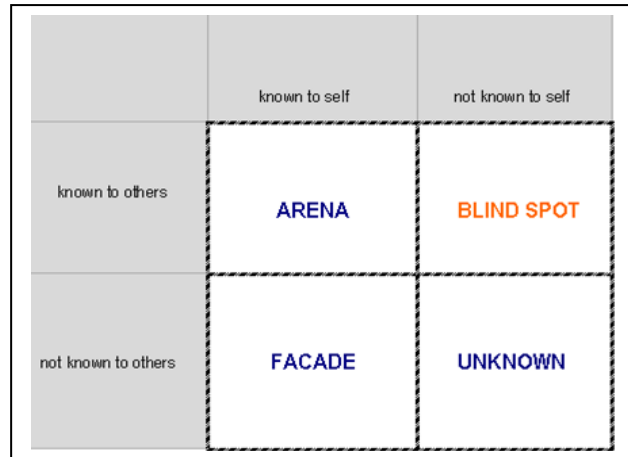 known to self
not known to self
known to others
ARENA
BLIND SPOT
not known to others
FACADE
UNKNOWN